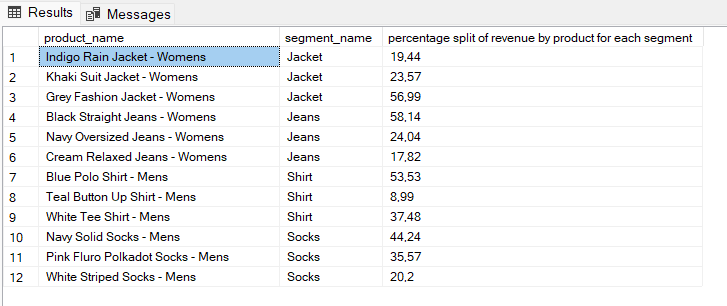 Results Messages
product_name segment_name percentage split of revenue by product for each segment
1 Indigo Rain Jacket - Womens Jacket 19,44
2 Khaki Suit Jacket - Womens Jacket 23,57
3 Grey Fashion Jacket - Womens Jacket 56,99
4 Black Straight Jeans - Womens Jeans 58,14
5 Navy Oversized Jeans - Womens Jeans 24,04
6 Cream Relaxed Jeans - Womens Jeans 17,82
7 Blue Polo Shirt - Mens Shirt 53,53
8 Teal Button Up Shirt - Mens Shirt 8,99
9 White Tee Shirt - Mens Shirt 37,48
10 Navy Solid Socks - Mens Socks 44,24
11 Pink Fluro Polkadot Socks - Mens Socks 35,57
12 White Striped Socks - Mens Socks 20,2